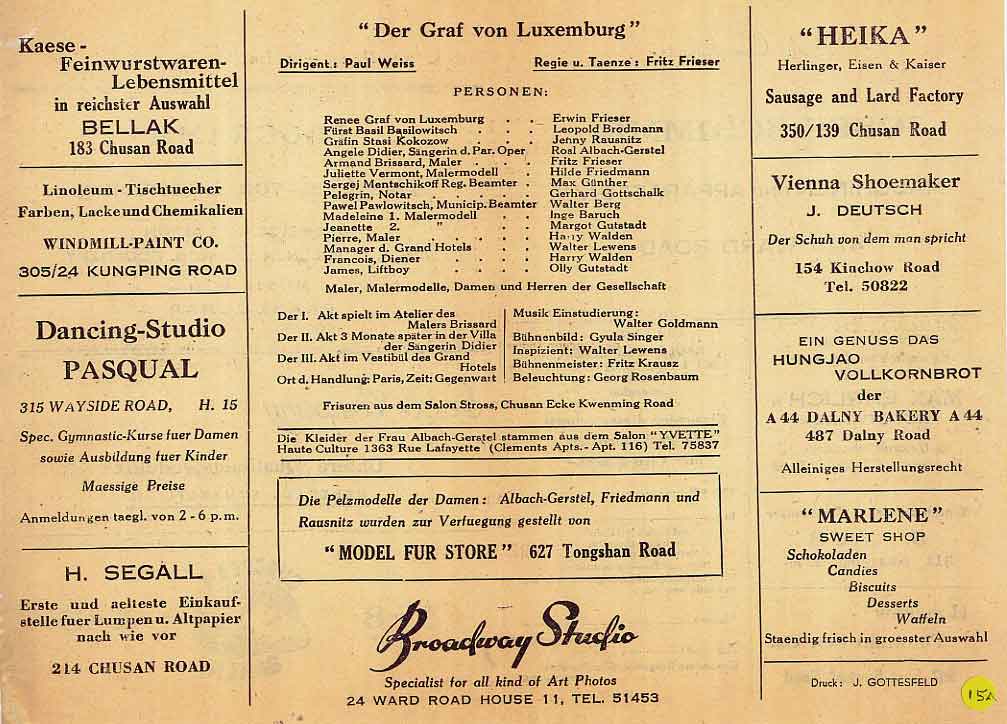 Kaese -
Feinwurstwaren-
Lebensmittel
in reichster Auswahl
BELLAK
183 Chusan Road
Linoleum - Tischtuecher
Farben, Lacke und Chemikalien
WINDMILL-PAINT CO.
305/24 KUNGPING ROAD
Dancing-Studio
PASQUAL
315 WAYSIDE ROAD, H. 15
Spec. Gymnastic-Kurse fuer Damen
sowie Ausbildung fuer Kinder
Maessige Preise
Anmeldungen taegl. von 2 - 6 p.m.
H. SEGALL
Erste und aelteste Einkauf-
stelle fuer Lumpen u. Altpapier
nach wie vor
214 CHUSAN ROAD
"Der Graf von Luxemburg"
Dirigent: Paul Weiss Regie u. Taenze: Fritz Frieser
PERSONEN:
Renee Graf von Luxemburg . . Erwin Frieser
Fürst Basil Basilowitsch . . . Leopold Brodmann
Gräfin Stasi Kokozow . . . Jenny Rausnitz
Angele Didier, Sängerin d. Par. Oper Rosl Albach-Gerstel
Armand Brissard, Maler . . . Fritz Frieser
Juliette Vermont, Malermodell . Hilde Friedmann
Sergej Mentschikoff Reg. Beamter . Max Günther
Pelegrin, Notar . . . . Gerhard Gottschalk
Pawel Pawlowitsch, Municip. Beamter Walter Berg
Madeleine 1. Malermodell . . Inge Baruch
Jeanette 2. " . . Margot Gutstadt
Pierre, Maler . . . . Harry Walden
Manager d. Grand Hotels . . . Walter Lewens
Francois, Diener . . . . Harry Walden
James, Liftboy . . . . Olly Gutstadt
Maler, Malermodelle, Damen und Herren der Gesellschaft
Der I. Akt spielt im Atelier des
Malers Brissard
Der II. Akt 3 Monate später in der Villa
der Sängerin Didier
Der III. Akt im Vestibül des Grand
Hotels
Ort d. Handlung: Paris, Zeit: Gegenwart
Musik Einstudierung:
Walter Goldmann
Bühnenbild: Gyula Singer
Inspizient: Walter Lewens
Bühnenmeister: Fritz Krausz
Beleuchtung: Georg Rosenbaum
Frisuren aus dem Salon Stross, Chusan Ecke Kwenming Road
Die Kleider der Frau Albach-Gerstel stammen aus dem Salon "YVETTE"
Haute Culture 1363 Rue Lafayette (Clements Apts.- Apt. 116) Tel. 75837
Die Pelzmodelle der Damen: Albach-Gerstel, Friedmann und
Rausnitz wurden zur Verfuegung gestellt von
"MODEL FUR STORE" 627 Tongshan Road
Broadway Studio
Specialist for all kind of Art Photos
24 WARD ROAD HOUSE 11, TEL. 51453
"HEIKA"
Herlinger, Eisen & Kaiser
Sausage and Lard Factory
350/139 Chusan Road
Vienna Shoemaker
J. DEUTSCH
Der Schuh von dem man spricht
154 Kinchow Road
Tel. 50822
EIN GENUSS DAS
HUNGJAO
VOLLKORNBROT
der
A 44 DALNY BAKERY A 44
487 Dalny Road
Alleiniges Herstellungsrecht
"MARLENE"
SWEET SHOP
Schokoladen
Candies
Biscuits
Desserts
Waffeln
Staendig frisch in groesster Auswahl
Druck: J. GOTTESFELD
15A